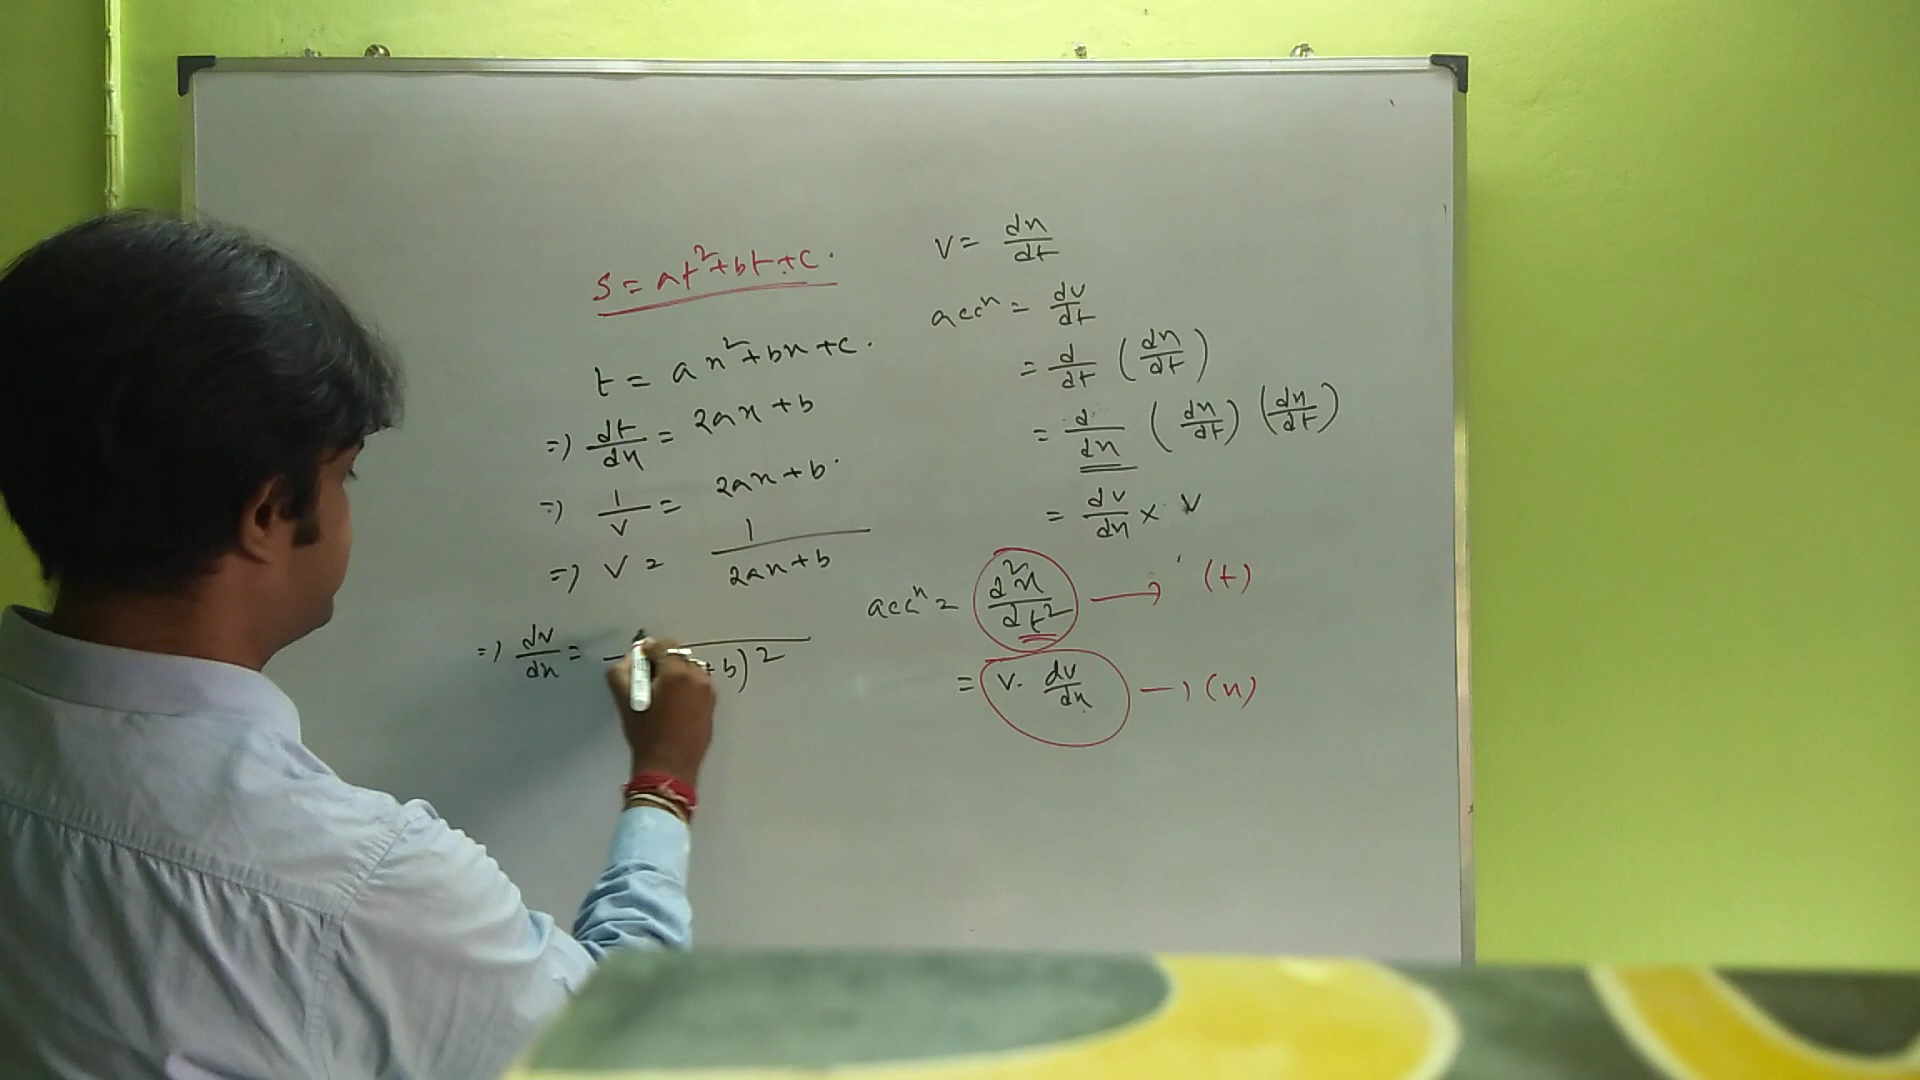 s = at²+bt+c.
t = ax²+bx+c.
=) dt/dx = 2ax+b
=) 1/v = 2ax+b.
=) v = 1/2ax+b
=) dv/dx = +b)2
v = dx/dt
accⁿ = dv/dt
= d/dt (dx/dt)
= d/dx (dx/dt) (dx/dt)
= dv/dx × v
accⁿ = d²x/dt² → (t)
= v. dv/dx → (x)